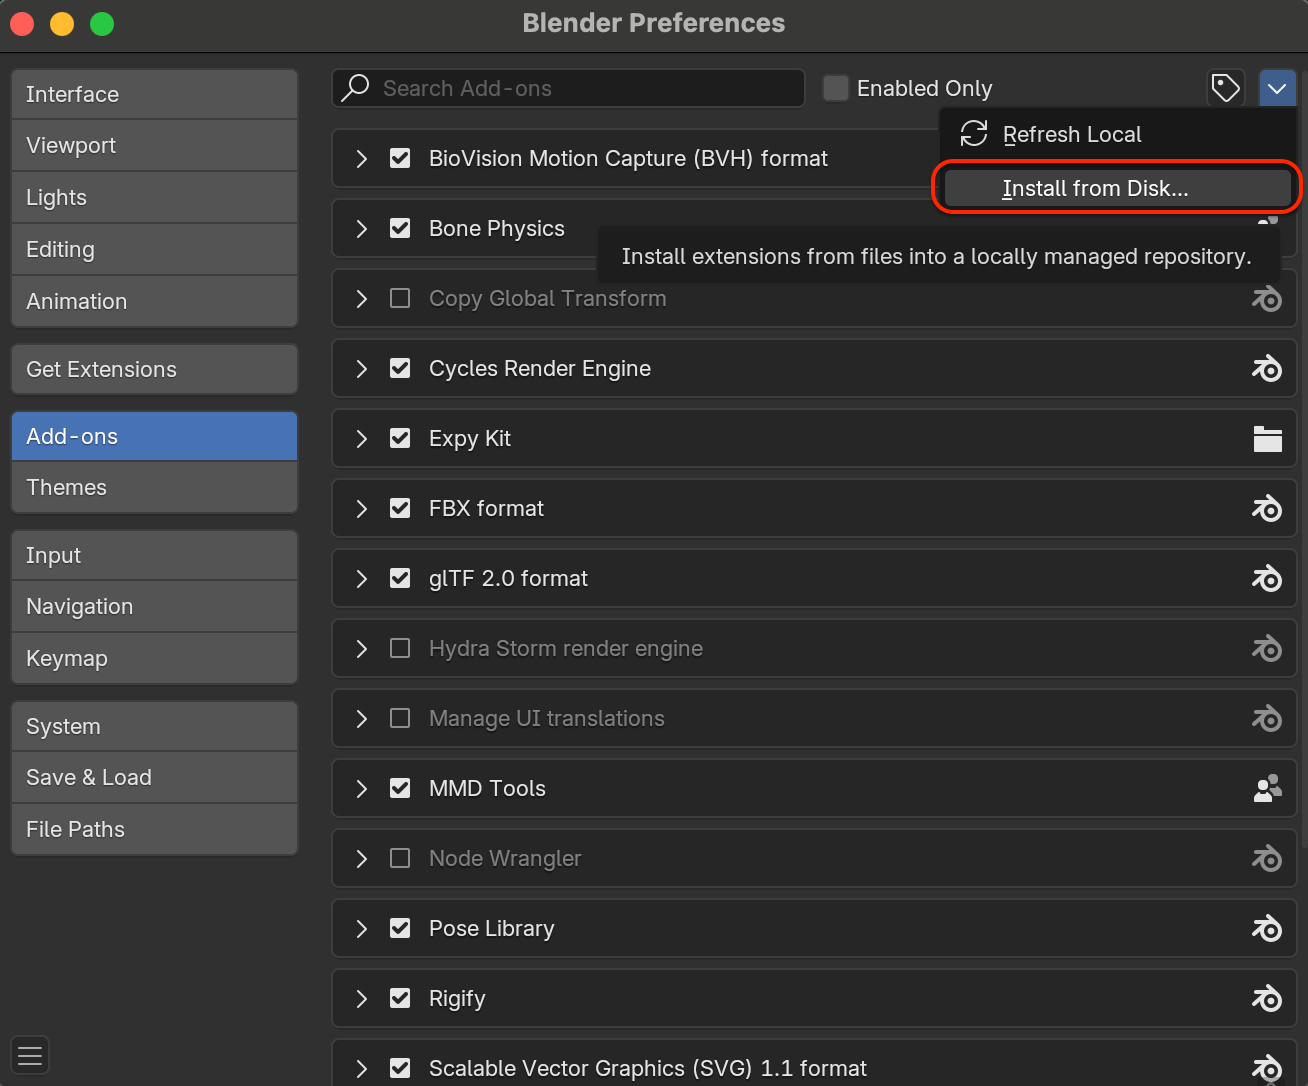 Blender Preferences
Interface
Viewport
Lights
Editing
Animation
Get Extensions
Add-ons
Themes
Input
Navigation
Keymap
System
Save & Load
File Paths
Search Add-ons
Enabled Only
Refresh Local
Install from Disk...
Install extensions from files into a locally managed repository.
BioVision Motion Capture (BVH) format
Bone Physics
Copy Global Transform
Cycles Render Engine
Expy Kit
FBX format
glTF 2.0 format
Hydra Storm render engine
Manage UI translations
MMD Tools
Node Wrangler
Pose Library
Rigify
Scalable Vector Graphics (SVG) 1.1 format